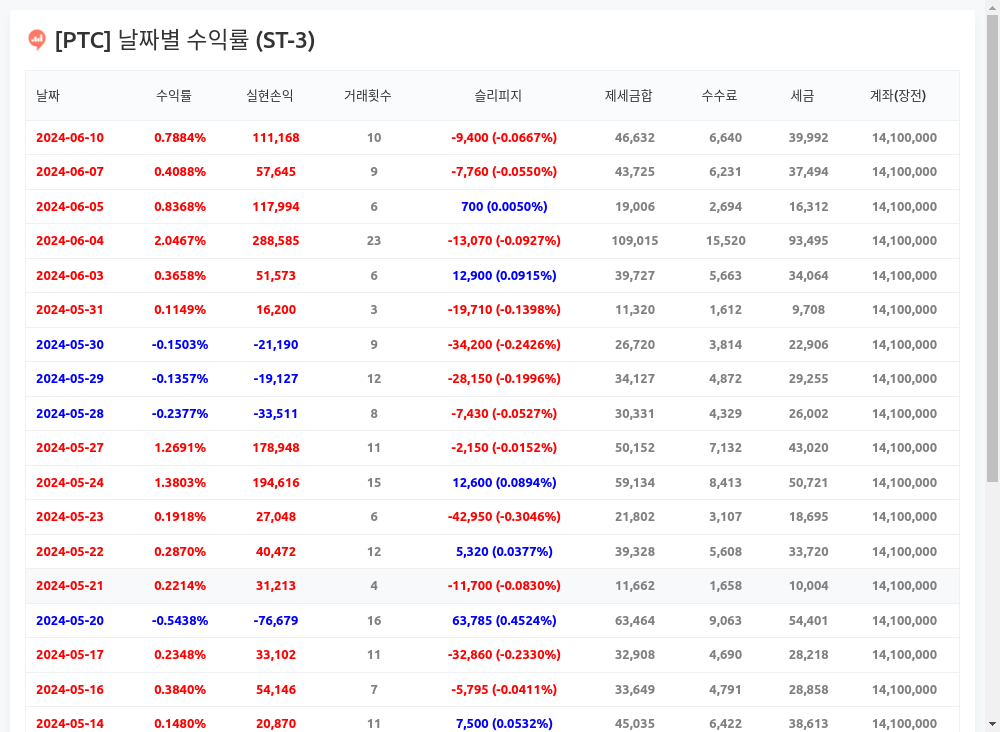 [PTC] 날짜별 수익률 (ST-3)
날짜 수익률 실현손익 거래횟수 슬리피지 제세금합 수수료 세금 계좌(장전)
2024-06-10 0.7884% 111,168 10 -9,400 (-0.0667%) 46,632 6,640 39,992 14,100,000
2024-06-07 0.4088% 57,645 9 -7,760 (-0.0550%) 43,725 6,231 37,494 14,100,000
2024-06-05 0.8368% 117,994 6 700 (0.0050%) 19,006 2,694 16,312 14,100,000
2024-06-04 2.0467% 288,585 23 -13,070 (-0.0927%) 109,015 15,520 93,495 14,100,000
2024-06-03 0.3658% 51,573 6 12,900 (0.0915%) 39,727 5,663 34,064 14,100,000
2024-05-31 0.1149% 16,200 3 -19,710 (-0.1398%) 11,320 1,612 9,708 14,100,000
2024-05-30 -0.1503% -21,190 9 -34,200 (-0.2426%) 26,720 3,814 22,906 14,100,000
2024-05-29 -0.1357% -19,127 12 -28,150 (-0.1996%) 34,127 4,872 29,255 14,100,000
2024-05-28 -0.2377% -33,511 8 -7,430 (-0.0527%) 30,331 4,329 26,002 14,100,000
2024-05-27 1.2691% 178,948 11 -2,150 (-0.0152%) 50,152 7,132 43,020 14,100,000
2024-05-24 1.3803% 194,616 15 12,600 (0.0894%) 59,134 8,413 50,721 14,100,000
2024-05-23 0.1918% 27,048 6 -42,950 (-0.3046%) 21,802 3,107 18,695 14,100,000
2024-05-22 0.2870% 40,472 12 5,320 (0.0377%) 39,328 5,608 33,720 14,100,000
2024-05-21 0.2214% 31,213 4 -11,700 (-0.0830%) 11,662 1,658 10,004 14,100,000
2024-05-20 -0.5438% -76,679 16 63,785 (0.4524%) 63,464 9,063 54,401 14,100,000
2024-05-17 0.2348% 33,102 11 -32,860 (-0.2330%) 32,908 4,690 28,218 14,100,000
2024-05-16 0.3840% 54,146 7 -5,795 (-0.0411%) 33,649 4,791 28,858 14,100,000
2024-05-14 0.1480% 20,870 11 7,500 (0.0532%) 45,035 6,422 38,613 14,100,000